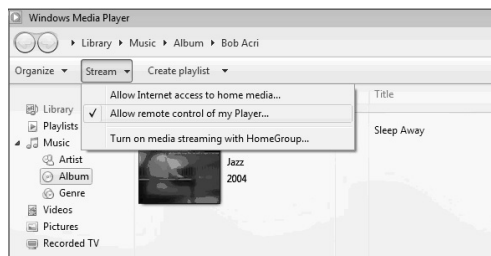 Windows Media Player
Library Music Album Bob Acri
Organize Stream Create playlist
Allow Internet access to home media...
Allow remote control of my Player...
Turn on media streaming with HomeGroup...
Title
Library
Playlists
Music
Artist
Album
Genre
Videos
Pictures
Recorded TV
Jazz
2004
Sleep Away